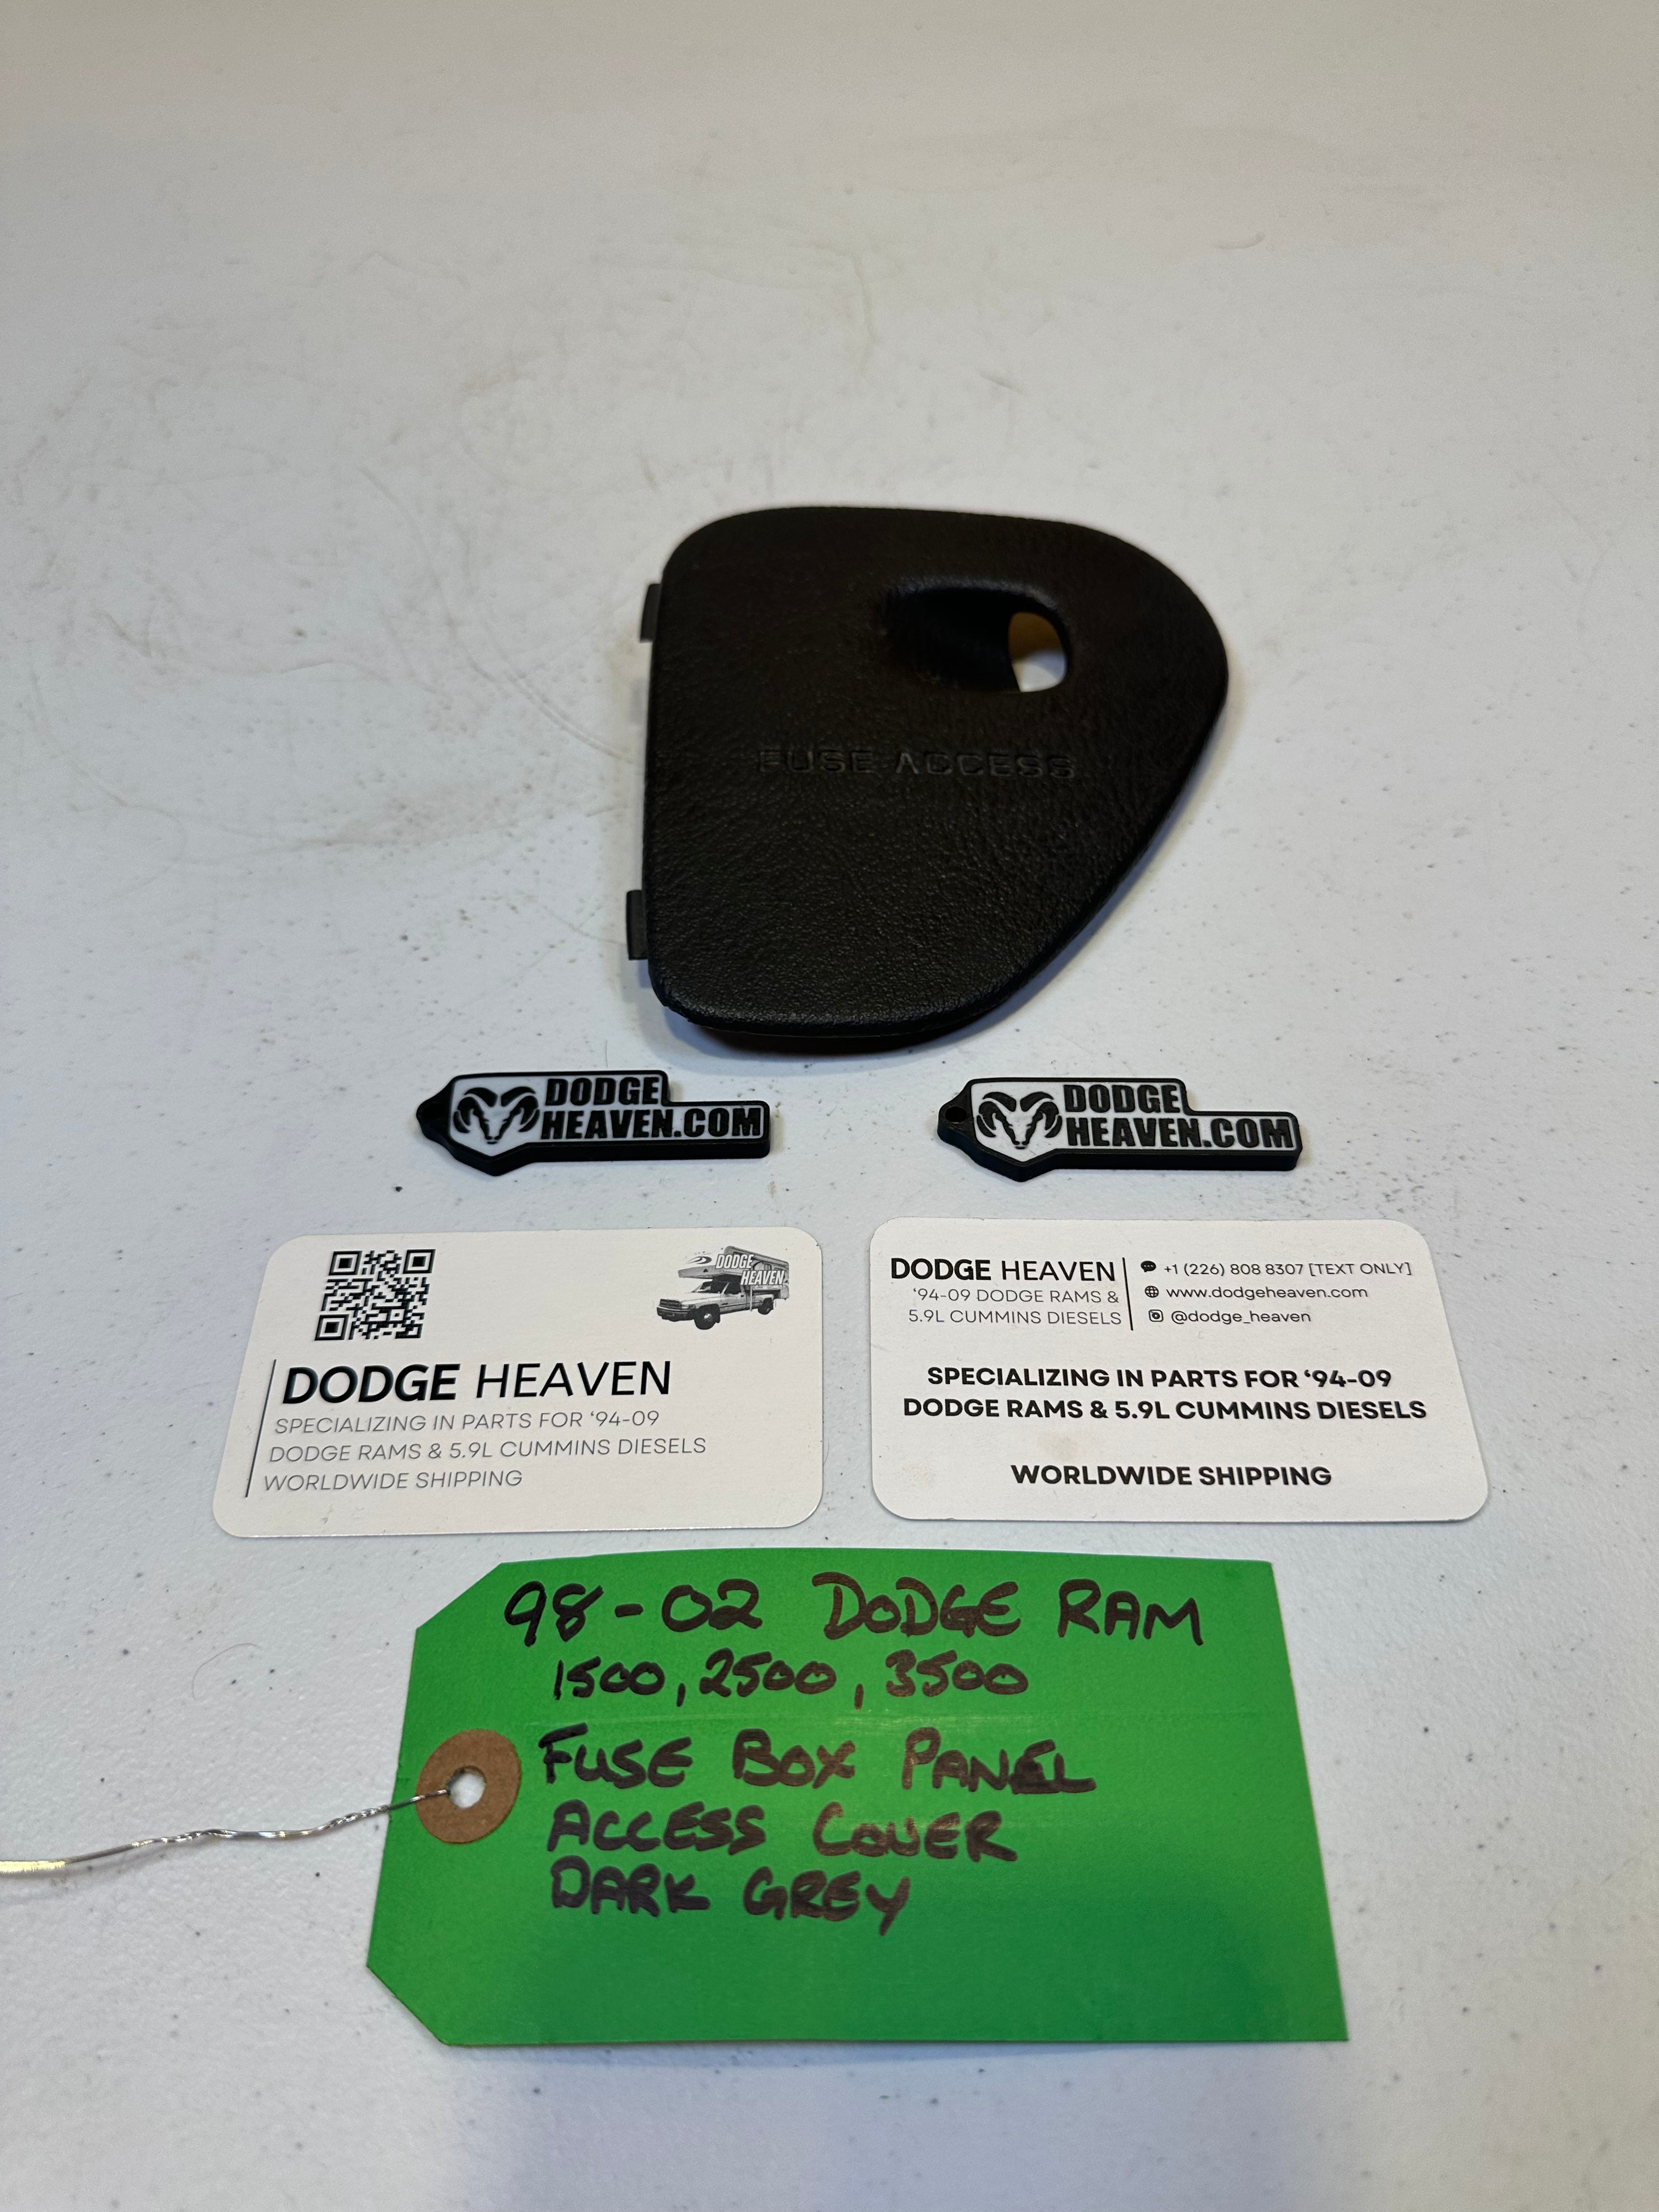 FUSE ACCESS
DODGE
HEAVEN.COM
DODGE
HEAVEN.COM
DODGE
HEAVEN
DODGE HEAVEN
SPECIALIZING IN PARTS FOR ‘94-09
DODGE RAMS & 5.9L CUMMINS DIESELS
WORLDWIDE SHIPPING
DODGE HEAVEN
‘94-09 DODGE RAMS &
5.9L CUMMINS DIESELS
+1 (226) 808 8307 [TEXT ONLY]
www.dodgeheaven.com
@dodge_heaven
SPECIALIZING IN PARTS FOR ‘94-09
DODGE RAMS & 5.9L CUMMINS DIESELS
WORLDWIDE SHIPPING
98-02 DODGE RAM
1500, 2500, 3500
FUSE BOX PANEL
ACCESS COVER
DARK GREY